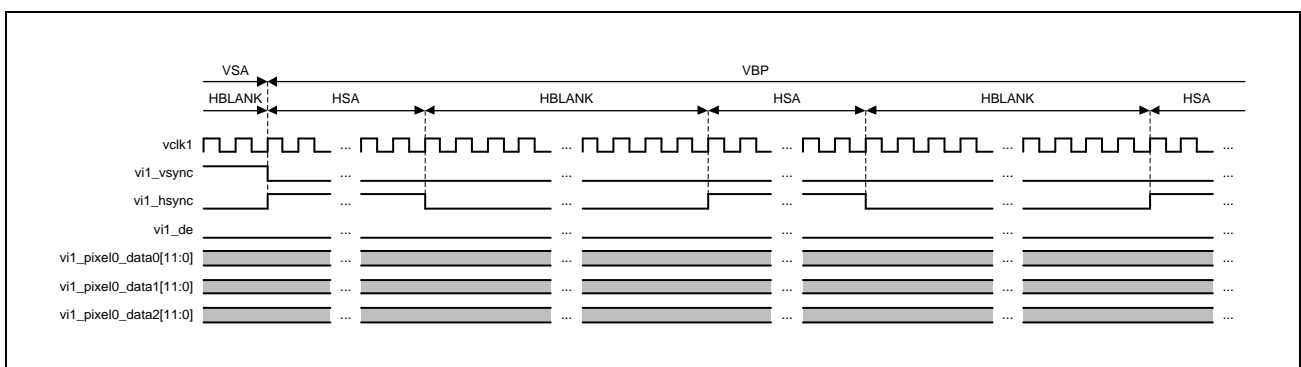 VSA VBP
HBLANK HSA HBLANK HSA HBLANK HSA
vclk1 ... ... ... ... ...
vi1_vsync ... ... ... ... ...
vi1_hsync ... ... ... ... ...
vi1_de ... ... ... ... ...
vi1_pixel0_data0[11:0] ... ... ... ... ...
vi1_pixel0_data1[11:0] ... ... ... ... ...
vi1_pixel0_data2[11:0] ... ... ... ... ...